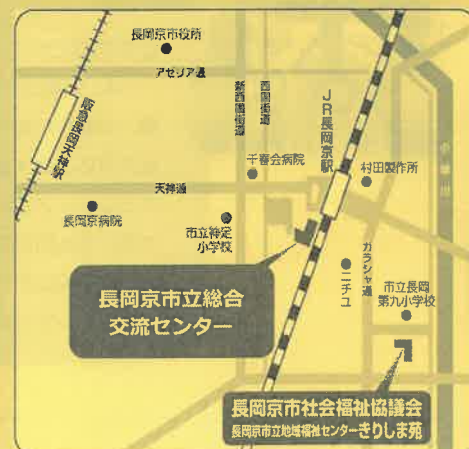 長岡京市役所
アゼリア通
阪急長岡天神駅
新西国街道
西国街道
JR長岡京駅
千春会病院
村田製作所
天神通
長岡京病院
市立神足
小学校
ガラシャ通
ニチユ
長岡京市立総合
交流センター
市立長岡
第九小学校
長岡京市社会福祉協議会
長岡京市立地域福祉センターきりしま苑